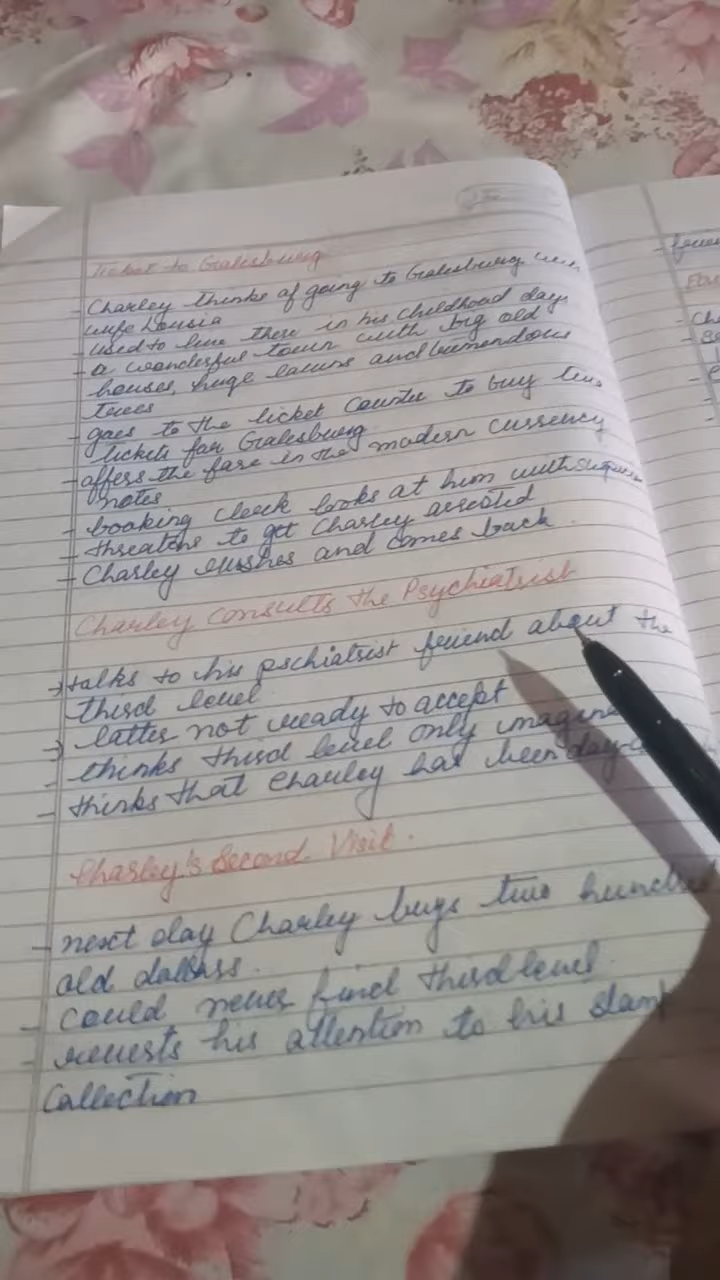 Ticket to Galesburg
- Charley thinks of going to Galesburg with
wife Lousia
- used to live there in his childhood days
- a wonderful town with big old
houses, huge lawns and tremendous
trees
- goes to the ticket counter to buy two
tickets for Galesburg
- offers the fare in the modern currency
notes
- booking clerk looks at him with
- threatens to get Charley arrested
- Charley rushes and comes back
Charley Consults the Psychiatrist
→ talks to his pschiatrist friend about the
third level
→ latter not ready to accept
- thinks third level only
- thinks that Charley has been
Charley's Second Visit.
- next day Charley buys two hundred
old dollars.
- could never find third level.
- reverts his attention to his stamp
Collection